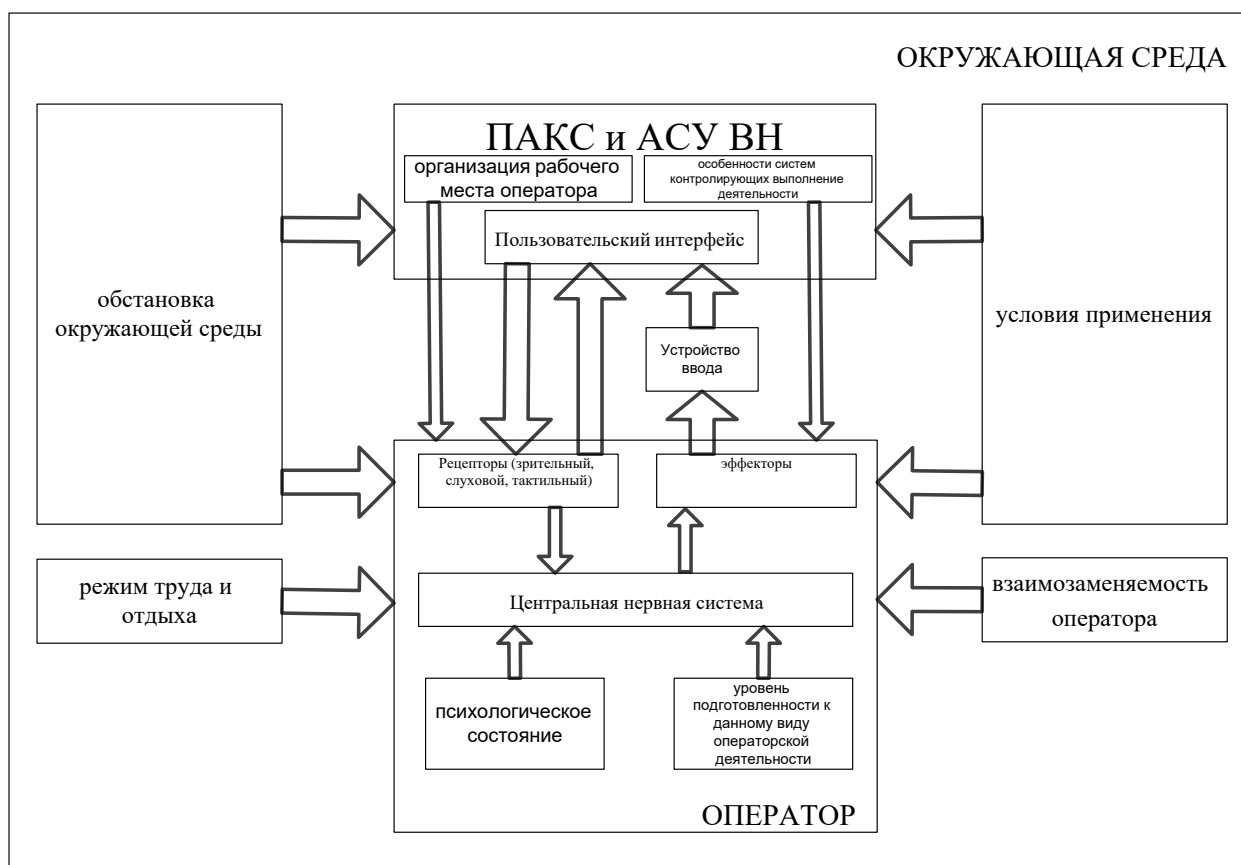 ОКРУЖАЮЩАЯ СРЕДА
ПАКС и АСУ ВН
организация рабочего
места оператора
особенности систем
контролирующих выполнение
деятельности
Пользовательский интерфейс
обстановка
окружающей среды
условия применения
Устройство
ввода
Рецепторы (зрительный,
слуховой, тактильный)
эффекторы
режим труда и
отдыха
Центральная нервная система
взаимозаменяемость
оператора
психологическое
состояние
уровень
подготовленности к
данному виду
операторской
деятельности
ОПЕРАТОР